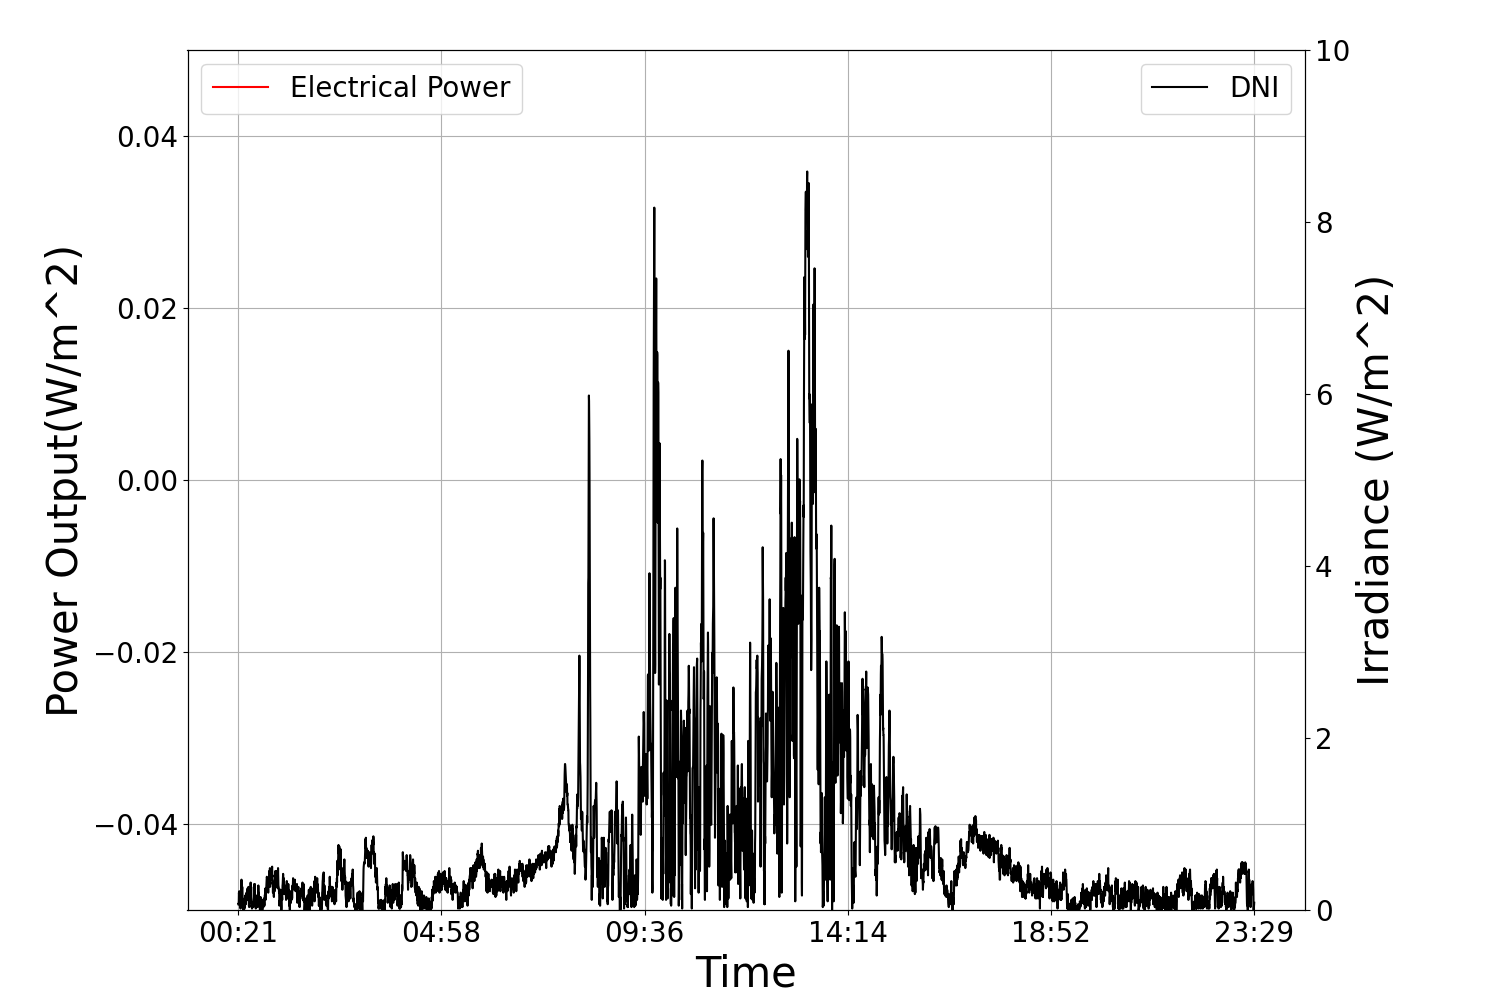 Electrical Power
DNI
Power Output(W/m^2)
0.04
0.02
0.00
−0.02
−0.04
10
8
6
4
2
0
Irradiance (W/m^2)
00:21 04:58 09:36 14:14 18:52 23:29
Time